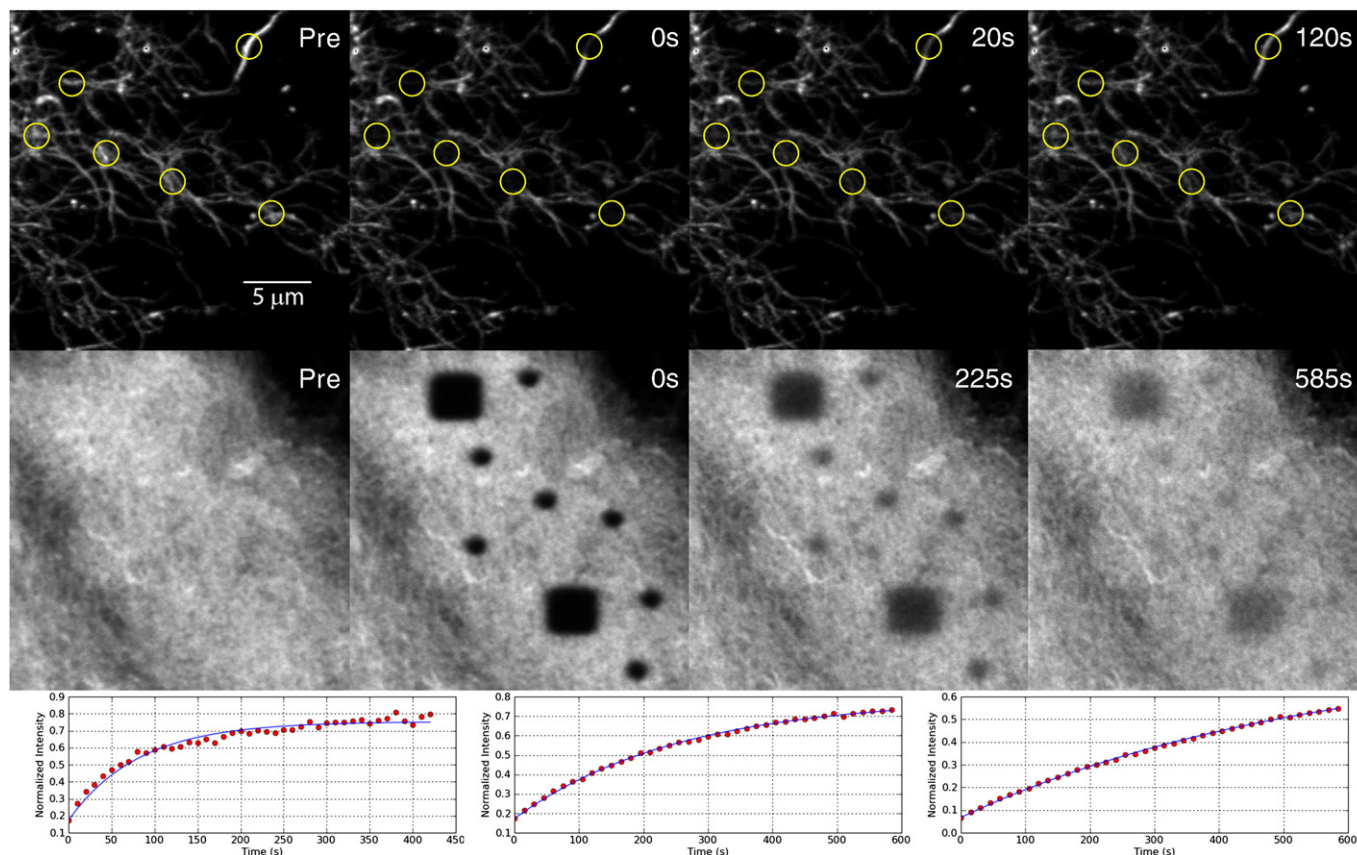 Pre
0s
20s
120s
5 µm
Pre
0s
225s
585s
0.9
0.8
0.7
0.6
0.5
0.4
0.3
0.2
0.1
0 50 100 150 200 250 300 350 400 450
Normalized Intensity
Time (s)
0.8
0.7
0.6
0.5
0.4
0.3
0.2
0.1
0 100 200 300 400 500 600
Normalized Intensity
Time (s)
0.6
0.5
0.4
0.3
0.2
0.1
0.0
0 100 200 300 400 500 600
Normalized Intensity
Time (s)